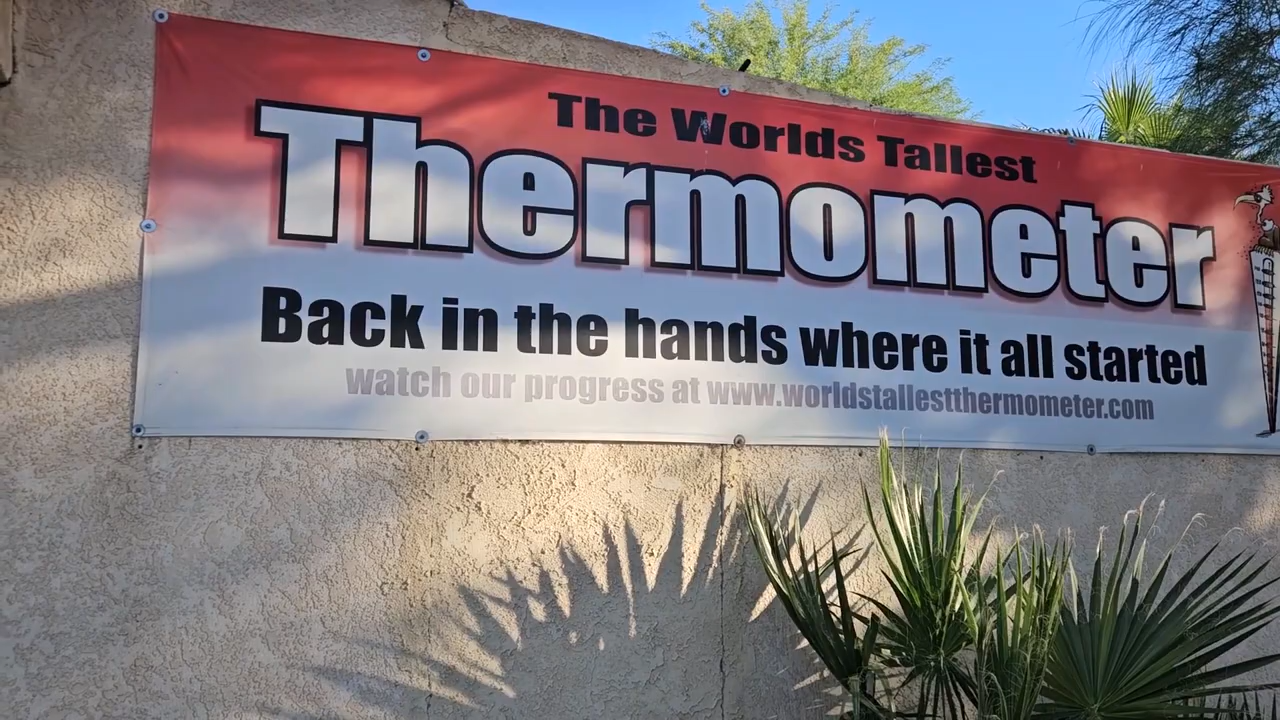 The Worlds Tallest
Thermometer
Back in the hands where it all started
watch our progress at www.worldstallestthermometer.com